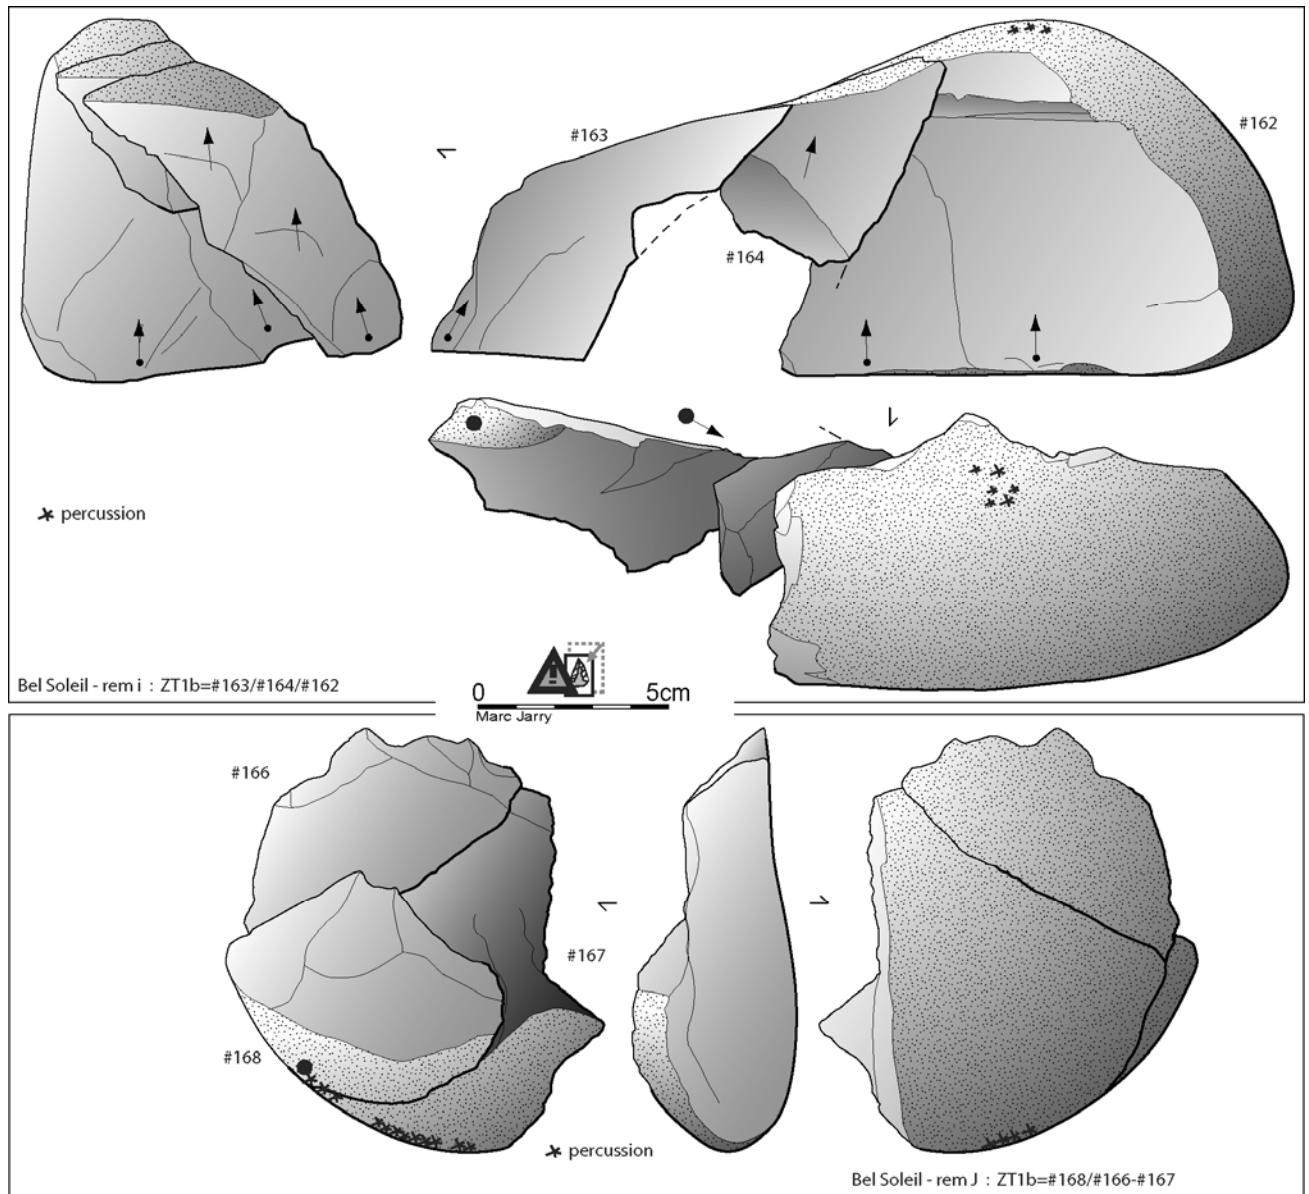 #163
#162
#164
percussion
Bel Soleil - rem i : ZT1b=#163/#164/#162
0 5cm
Marc Jarry
#166
#167
#168
percussion
Bel Soleil - rem J : ZT1b=#168/#166-#167